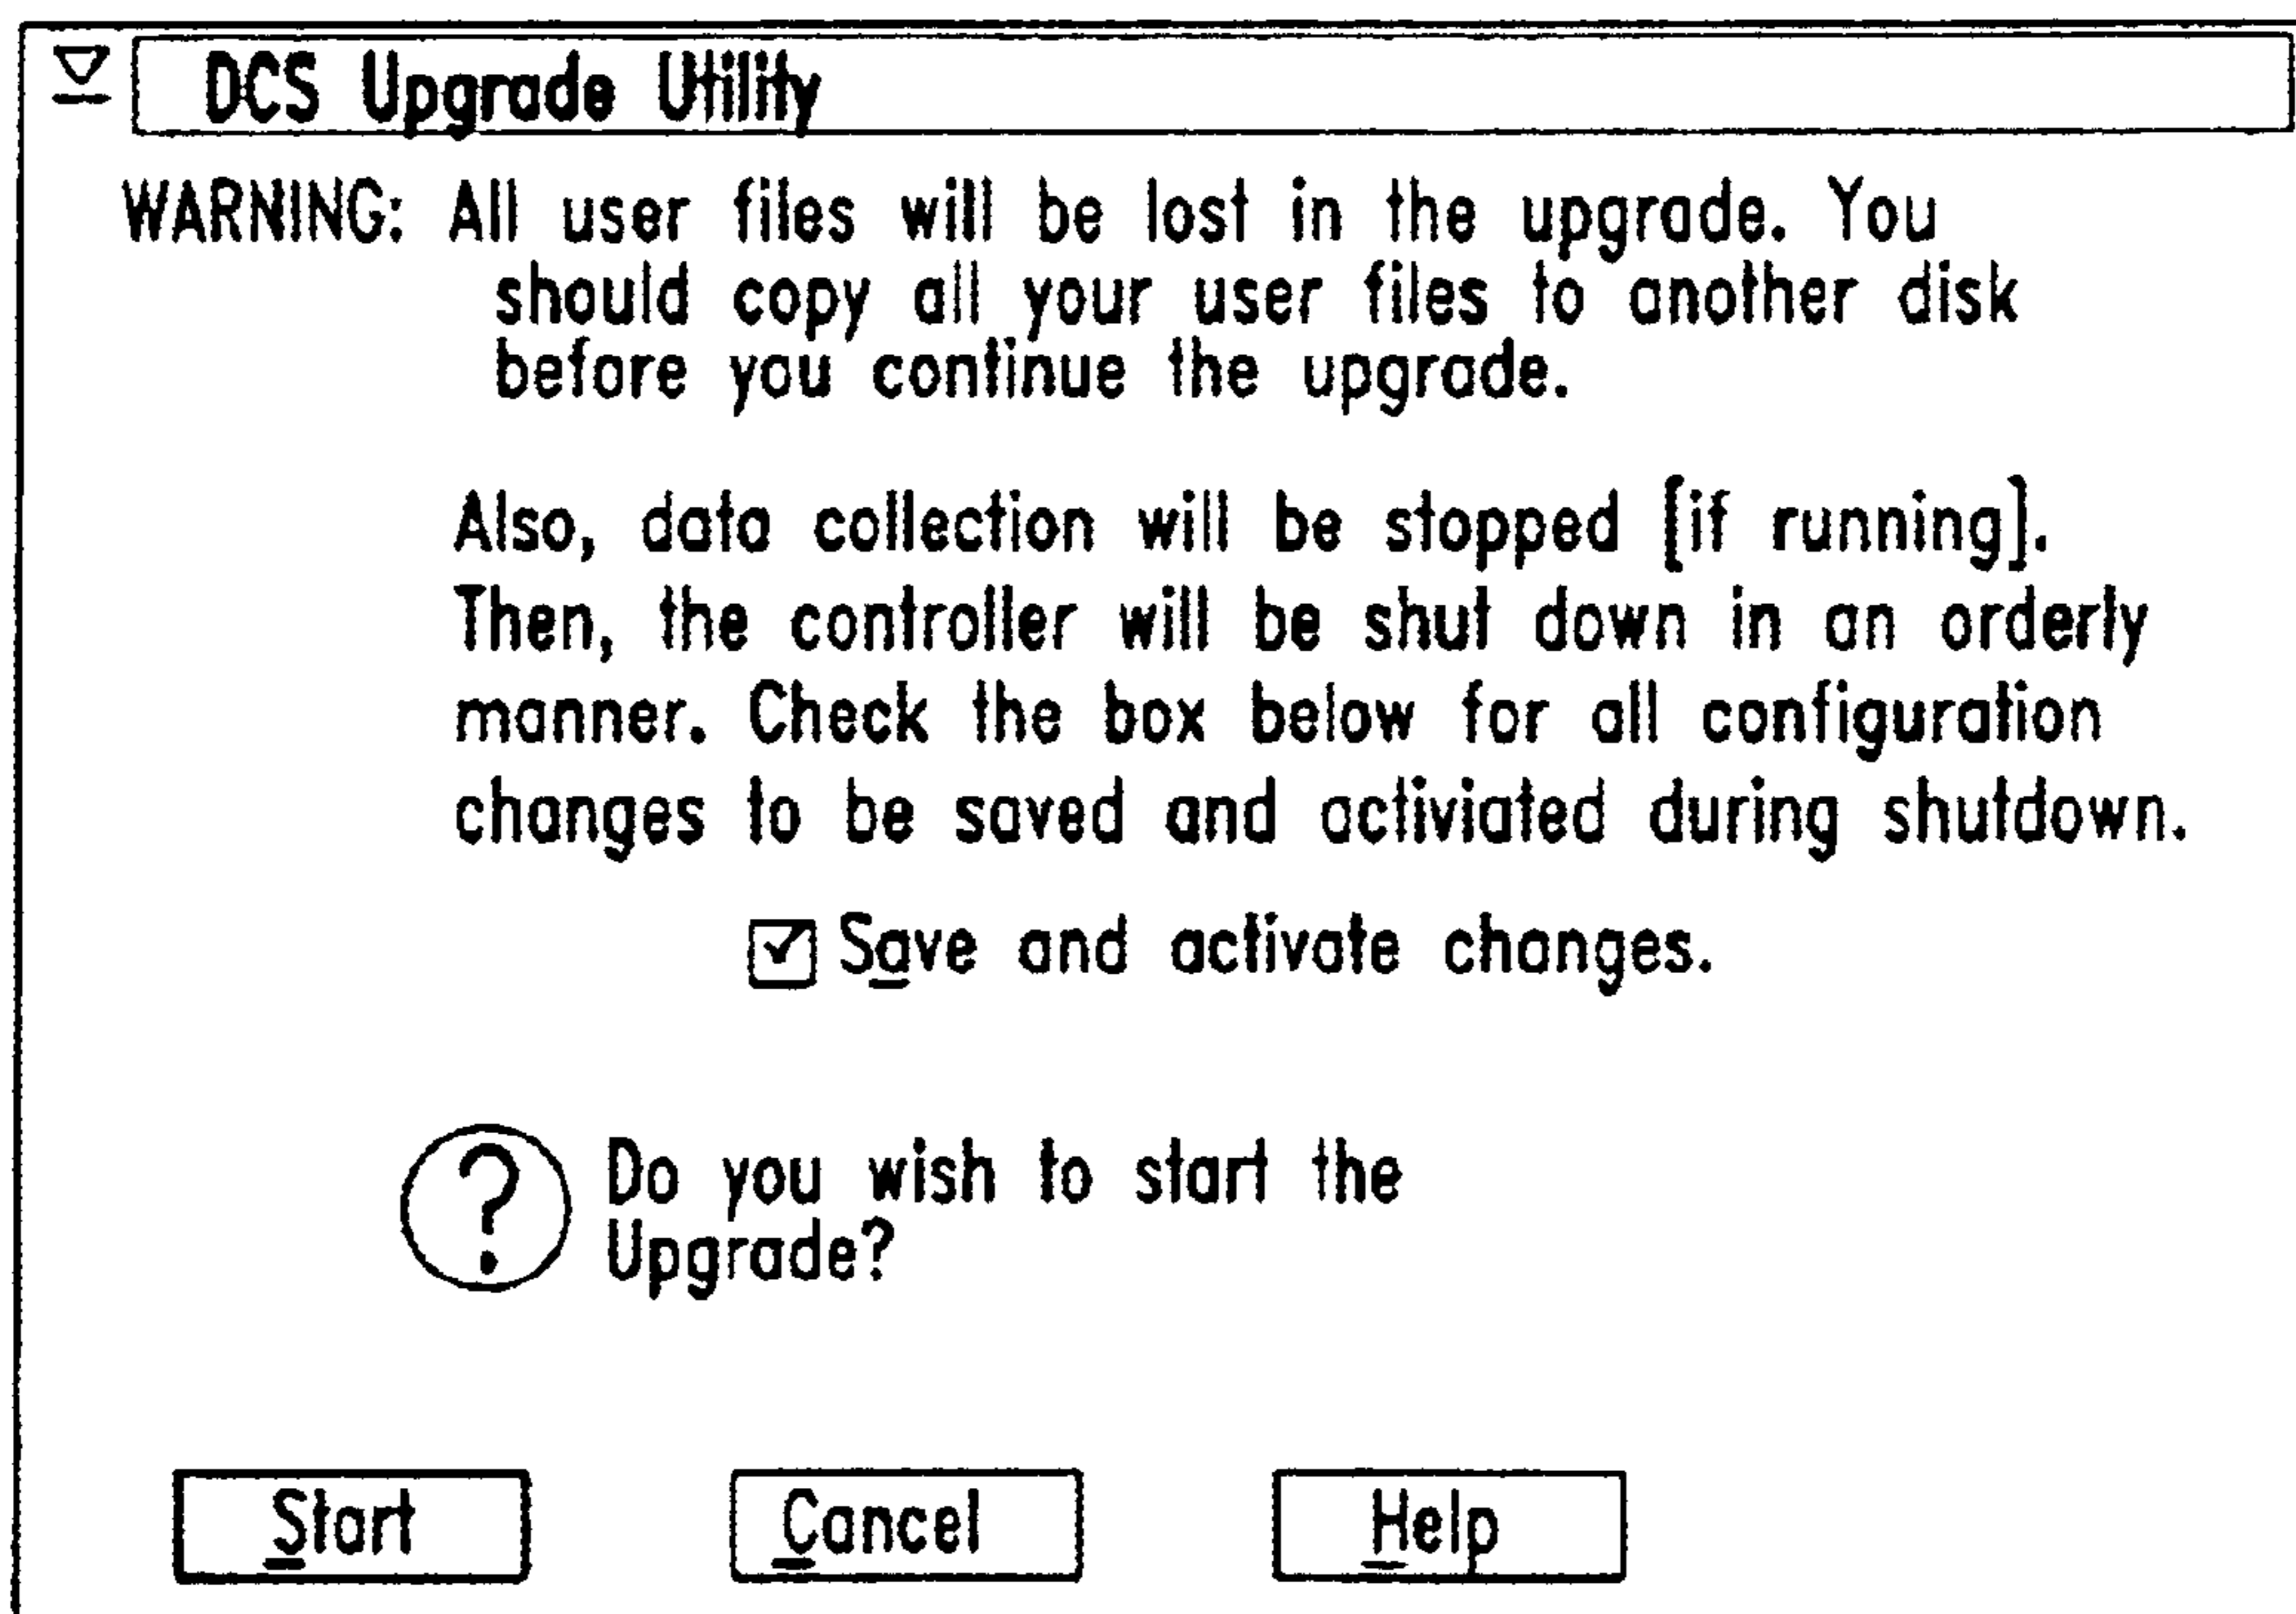 DCS Upgrade Utility
WARNING: All user files will be lost in the upgrade. You
should copy all your user files to another disk
before you continue the upgrade.
Also, data collection will be stopped [if running].
Then, the controller will be shut down in an orderly
manner. Check the box below for all configuration
changes to be saved and activiated during shutdown.
Save and activate changes.
Do you wish to start the
Upgrade?
Start
Cancel
Help